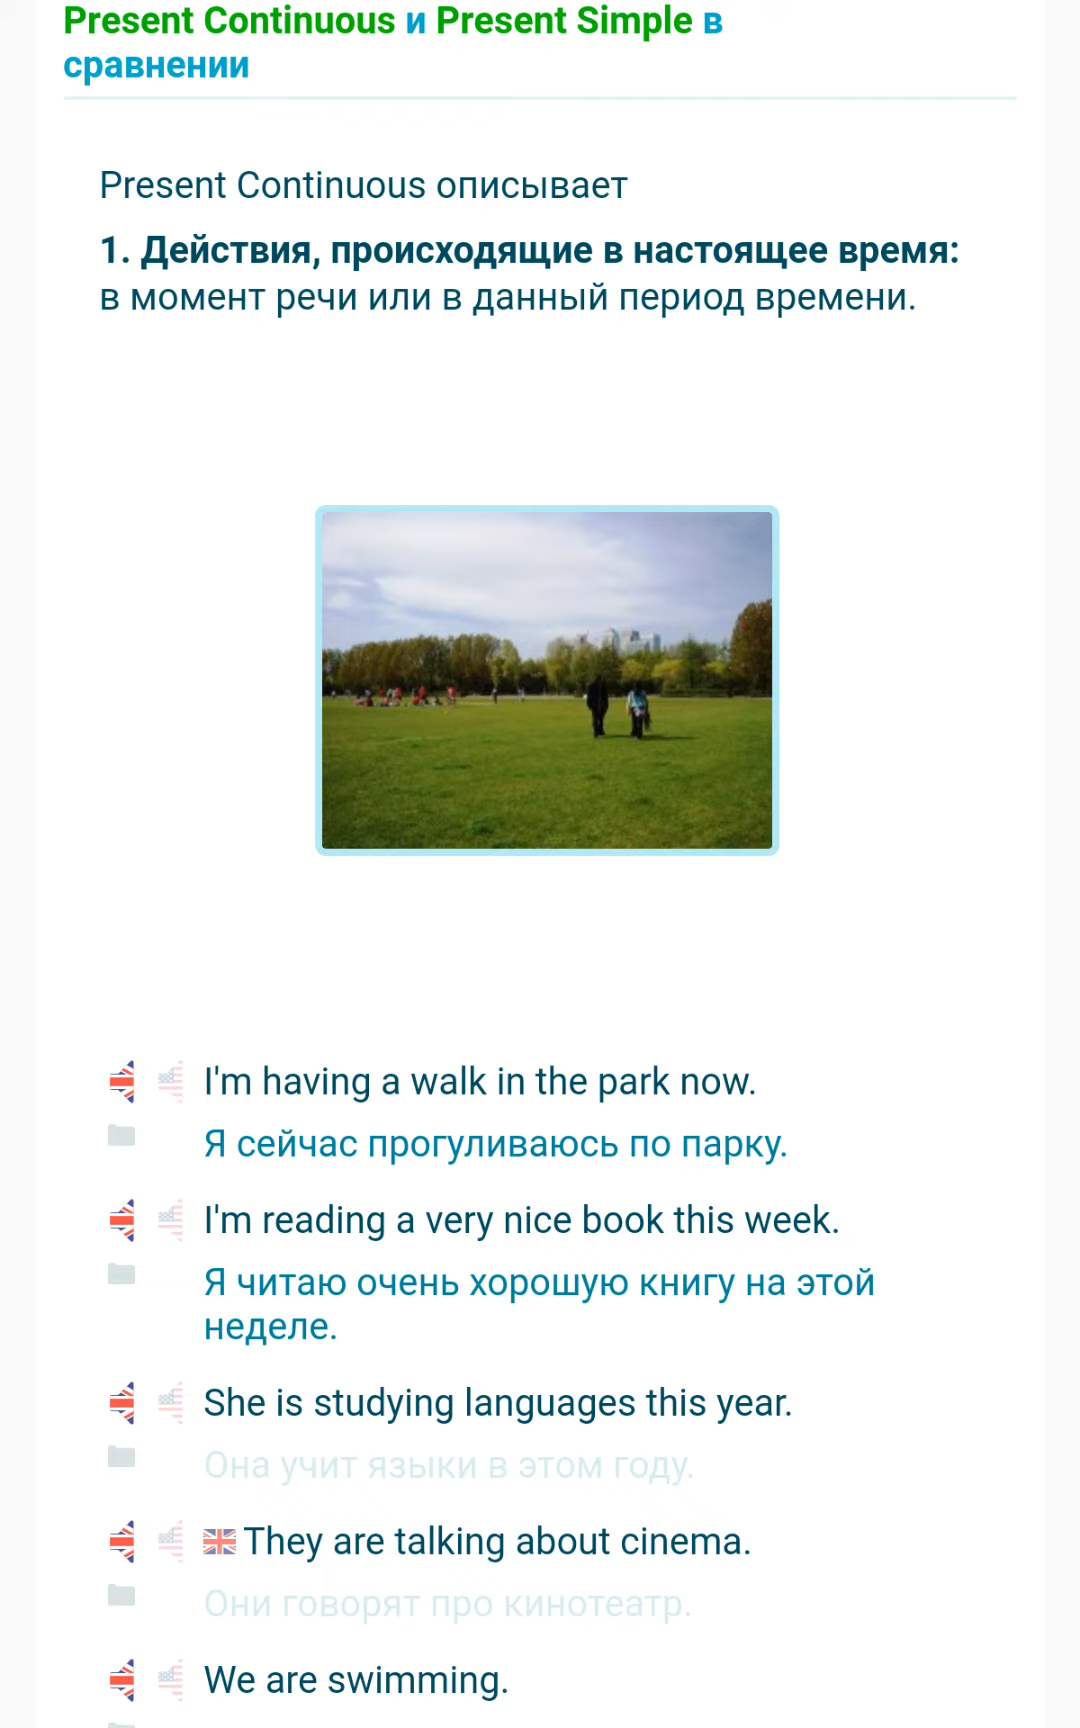 Present Continuous и Present Simple в
сравнении
Present Continuous описывает
1. Действия, происходящие в настоящее время:
в момент речи или в данный период времени.
I'm having a walk in the park now.
Я сейчас прогуливаюсь по парку.
I'm reading a very nice book this week.
Я читаю очень хорошую книгу на этой
неделе.
She is studying languages this year.
Она учит языки в этом году.
They are talking about cinema.
Они говорят про кинотеатр.
We are swimming.